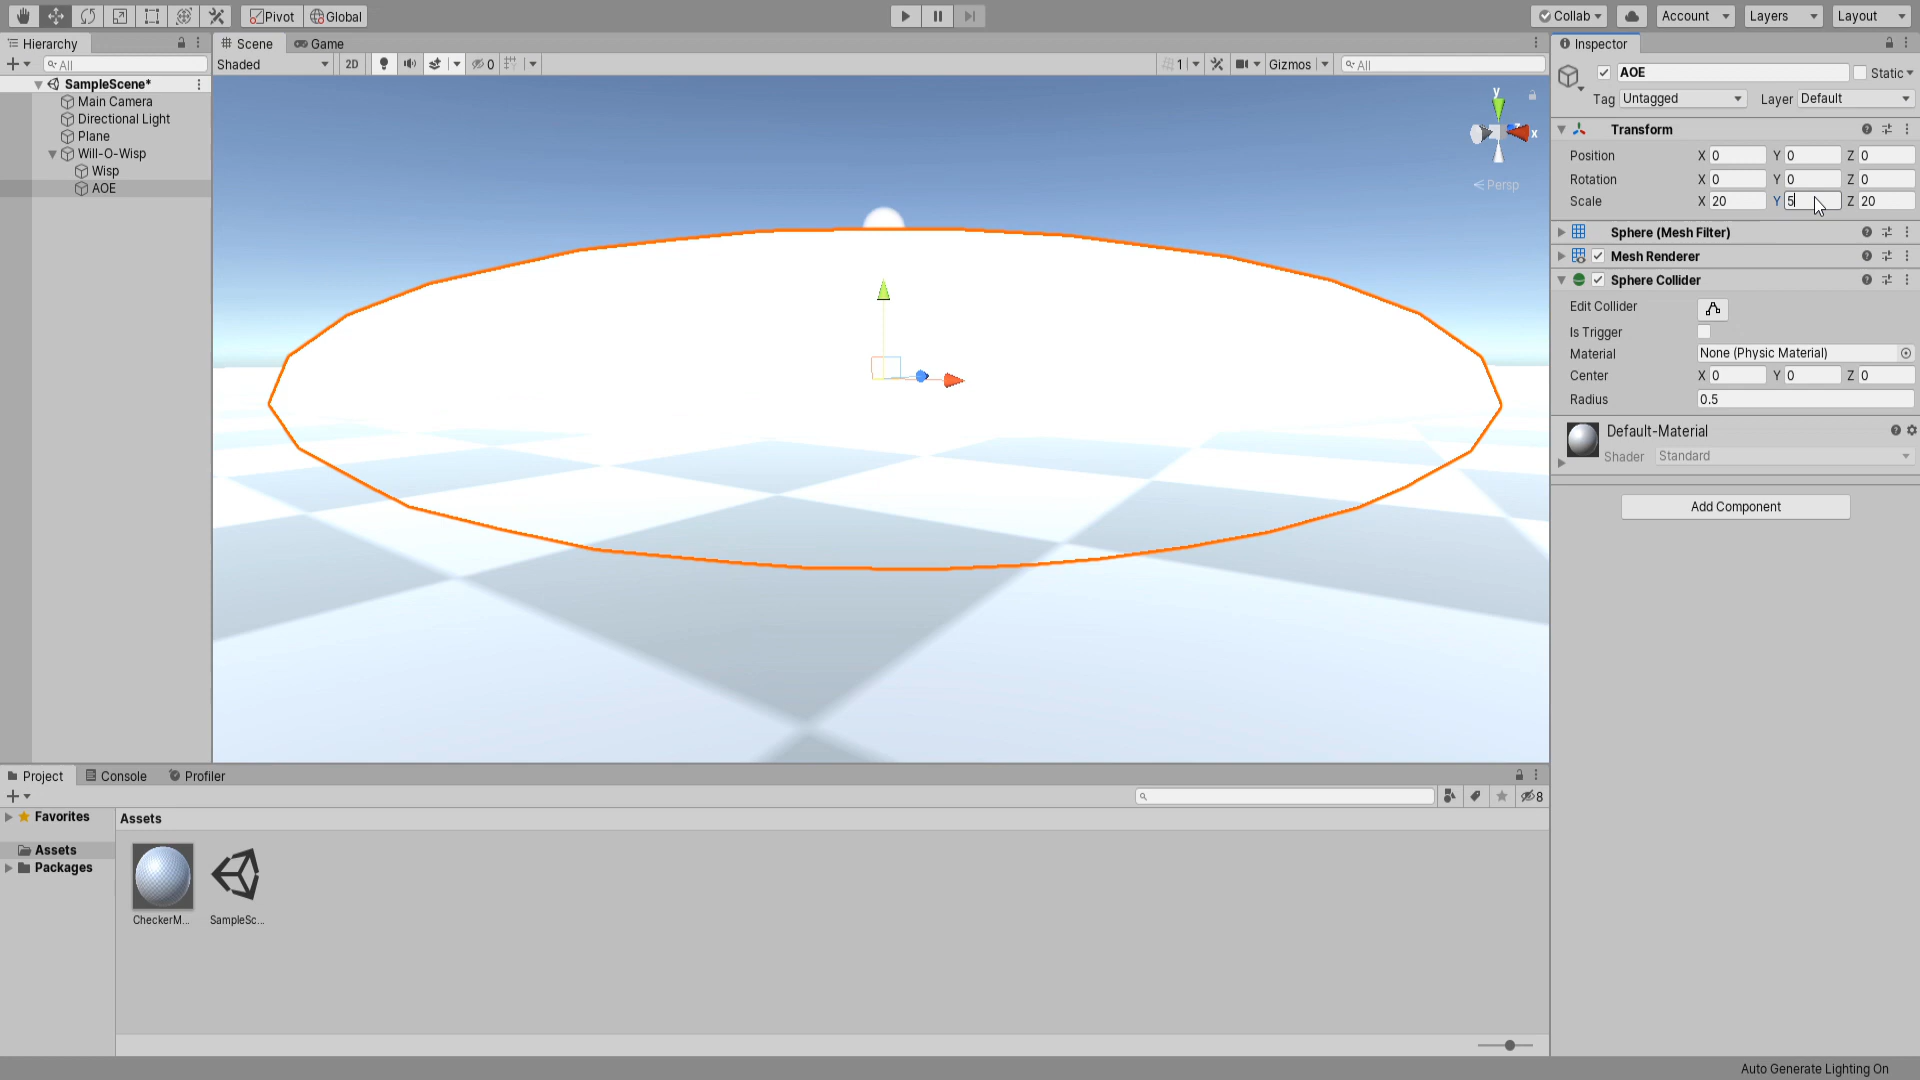 Pivot Global Collab Account Layers Layout
Hierarchy Scene Game Inspector
All Shaded 2D 0 1 Gizmos All AOE Static
SampleScene* Tag Untagged Layer Default
Main Camera
Directional Light
Plane
Will-O-Wisp
Wisp
AOE
y
x
Persp
Transform
Position X 0 Y 0 Z 0
Rotation X 0 Y 0 Z 0
Scale X 20 Y 5 Z 20
Sphere (Mesh Filter)
Mesh Renderer
Sphere Collider
Edit Collider
Is Trigger
Material None (Physic Material)
Center X 0 Y 0 Z 0
Radius 0.5
Default-Material
Shader Standard
Add Component
Project Console Profiler
8
Favorites Assets
Assets
Packages
CheckerM... SampleSc...
Auto Generate Lighting On